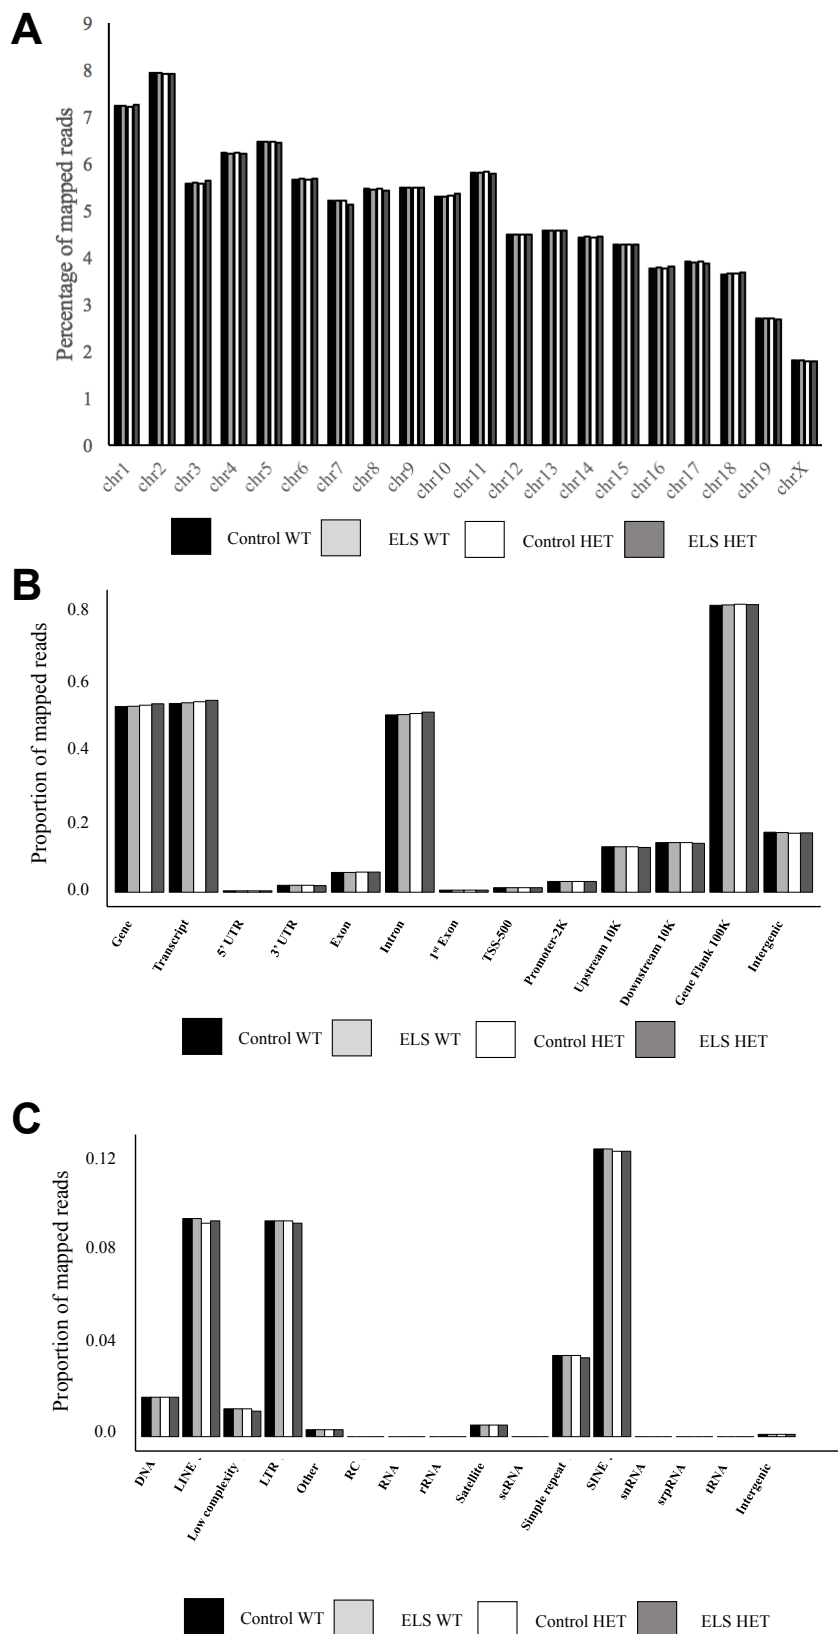 A
Percentage of mapped reads
9
8
7
6
5
4
3
2
1
0
chr1 chr2 chr3 chr4 chr5 chr6 chr7 chr8 chr9 chr10 chr11 chr12 chr13 chr14 chr15 chr16 chr17 chr18 chr19 chrX
Control WT ELS WT Control HET ELS HET
B
Proportion of mapped reads
0.8
0.6
0.4
0.2
0.0
Gene Transcript 5' UTR 3' UTR Exon Intron 1st Exon TSS-500 Promoter-2K Upstream 10K Downstream 10K Gene Flank 100K Intergenic
Control WT ELS WT Control HET ELS HET
C
Proportion of mapped reads
0.12
0.08
0.04
0.0
DNA LINE Low complexity LTR Other RC RNA rRNA Satellite scRNA Simple repeat SINE snRNA srpRNA tRNA Intergenic
Control WT ELS WT Control HET ELS HET